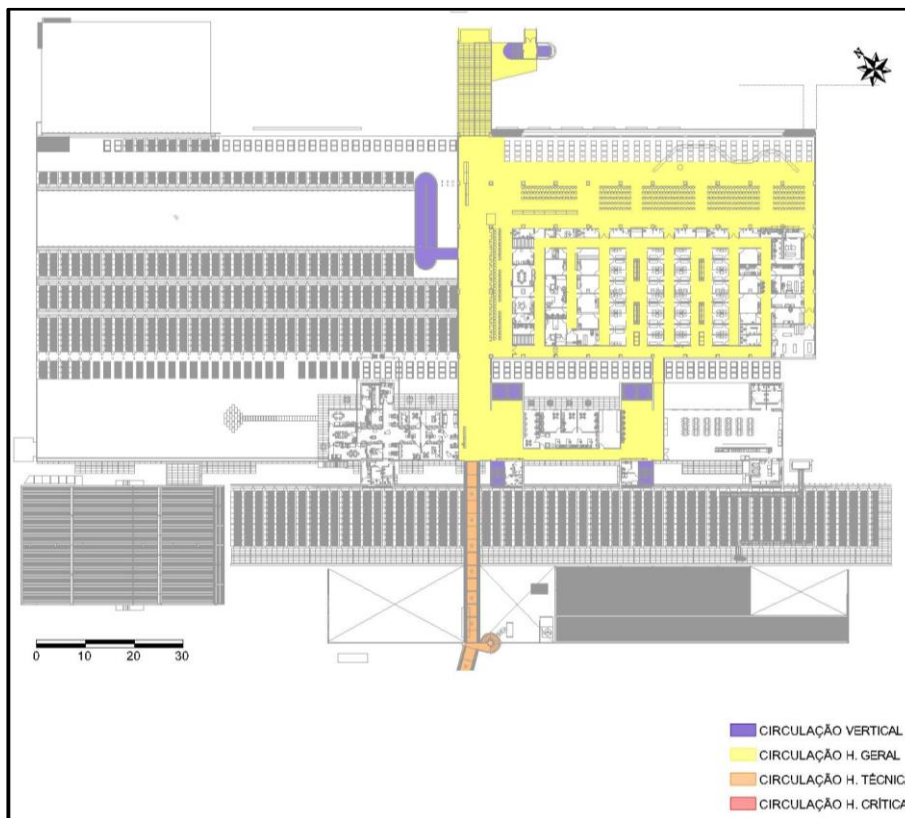 N
0 10 20 30
CIRCULAÇÃO VERTICAL
CIRCULAÇÃO H. GERAL
CIRCULAÇÃO H. TÉCNIC
CIRCULAÇÃO H. CRÍTICA